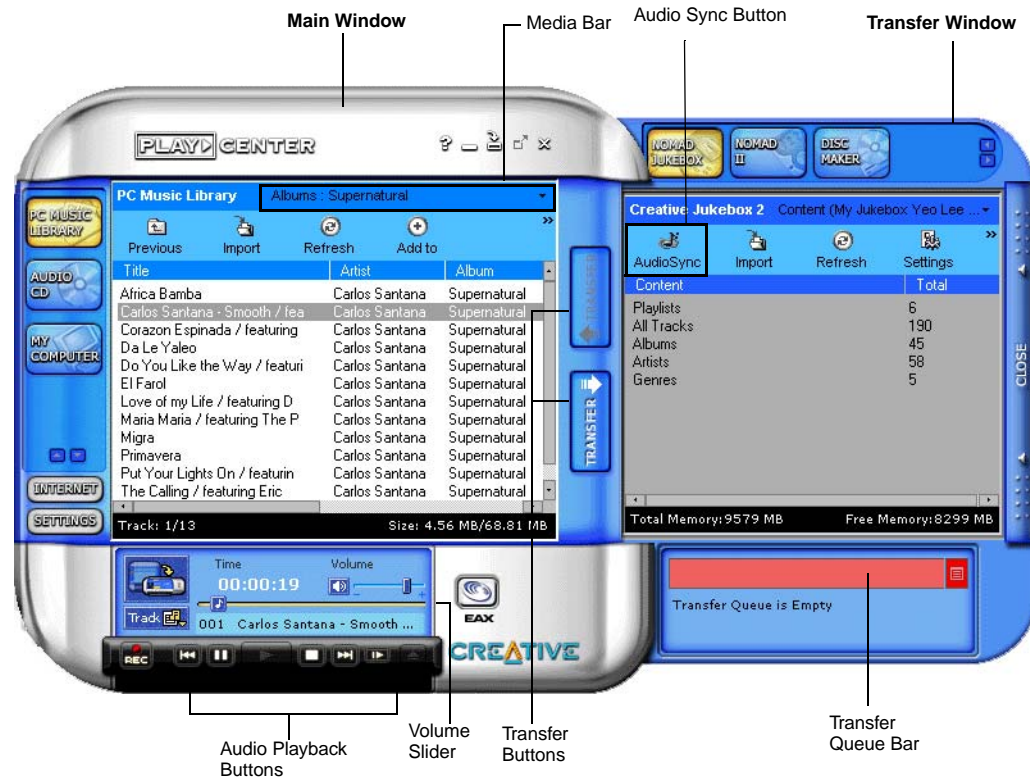 Main Window
Media Bar
Audio Sync Button
Transfer Window
PLAY CENTER
?
NOMAD JUKEBOX
NOMAD II
DISC MAKER
PC MUSIC LIBRARY
AUDIO CD
MY COMPUTER
INTERNET
SETTINGS
PC Music Library
Albums : Supernatural
Previous Import Refresh Add to »
Title Artist Album
Africa Bamba Carlos Santana Supernatural
Carlos Santana - Smooth / fea Carlos Santana Supernatural
Corazon Espinada / featuring Carlos Santana Supernatural
Da Le Yaleo Carlos Santana Supernatural
Do You Like the Way / featuri Carlos Santana Supernatural
El Farol Carlos Santana Supernatural
Love of my Life / featuring D Carlos Santana Supernatural
Maria Maria / featuring The P Carlos Santana Supernatural
Migra Carlos Santana Supernatural
Primavera Carlos Santana Supernatural
Put Your Lights On / featurin Carlos Santana Supernatural
The Calling / featuring Eric Carlos Santana Supernatural
Track: 1/13 Size: 4.56 MB/68.81 MB
TRANSFER
TRANSFER
Creative Jukebox 2 Content (My Jukebox Yeo Lee ...
AudioSync Import Refresh Settings »
Content Total
Playlists 6
All Tracks 190
Albums 45
Artists 58
Genres 5
Total Memory:9579 MB Free Memory:8299 MB
CLOSE
Time Volume
00:00:19
Track
001 Carlos Santana - Smooth ...
REC
EAX
CREATIVE
Transfer Queue is Empty
Audio Playback
Buttons
Volume
Slider
Transfer
Buttons
Transfer
Queue Bar